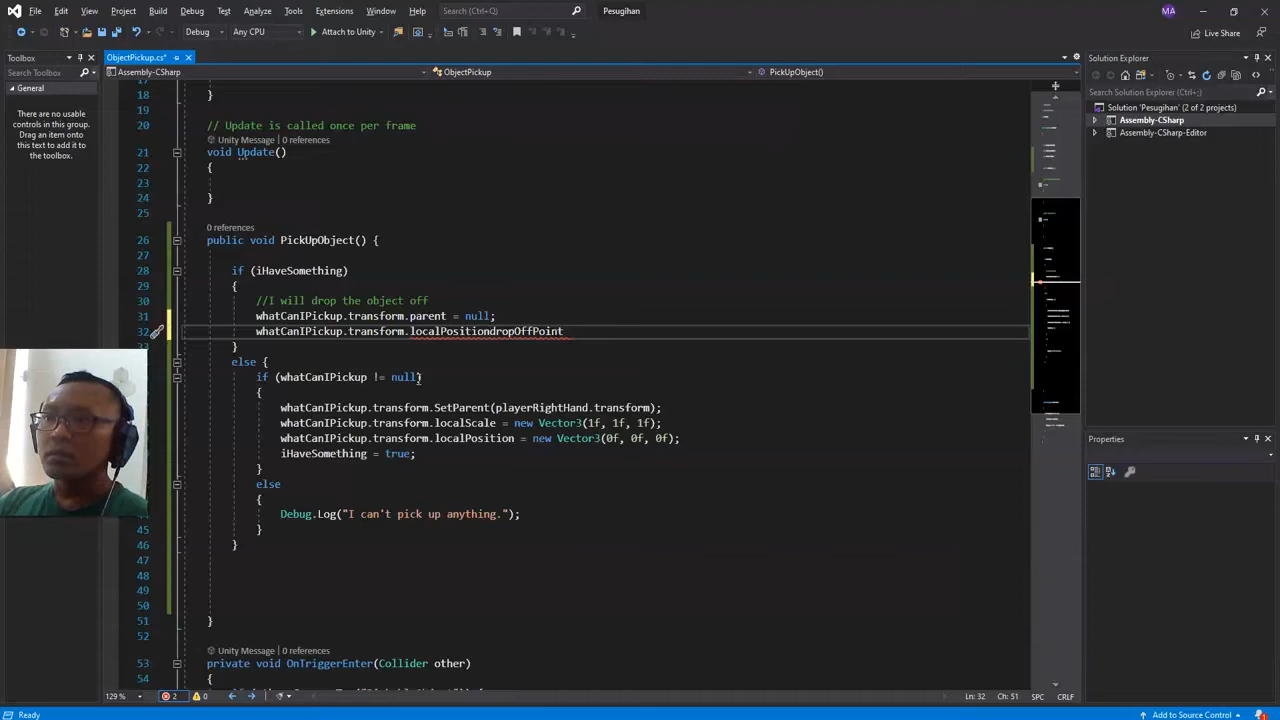 File Edit View Project Build Debug Test Analyze Tools Extensions Window Help Search (Ctrl+Q) Pesugihan MA
Debug Any CPU Attach to Unity Live Share
Toolbox
Search Toolbox
General
There are no usable
controls in this group.
Drag an item onto
this text to add it to
the toolbox.
ObjectPickup.cs*
Assembly-CSharp ObjectPickup PickUpObject()
18 }
19
20 // Update is called once per frame
Unity Message | 0 references
21 void Update()
22 {
23
24 }
25
0 references
26 public void PickUpObject() {
27
28 if (iHaveSomething)
29 {
30 //I will drop the object off
31 whatCanIPickup.transform.parent = null;
32 whatCanIPickup.transform.localPositiondropOffPoint
33 }
else {
if (whatCanIPickup != null)
{
whatCanIPickup.transform.SetParent(playerRightHand.transform);
whatCanIPickup.transform.localScale = new Vector3(1f, 1f, 1f);
whatCanIPickup.transform.localPosition = new Vector3(0f, 0f, 0f);
iHaveSomething = true;
}
else
{
Debug.Log("I can't pick up anything.");
45 }
46 }
47
48
49
50
51 }
52
Unity Message | 0 references
53 private void OnTriggerEnter(Collider other)
54 {
129 % 2 0 Ln: 32 Ch: 51 SPC CRLF
Ready Add to Source Control
Solution Explorer
Search Solution Explorer (Ctrl+;)
Solution 'Pesugihan' (2 of 2 projects)
Assembly-CSharp
Assembly-CSharp-Editor
Properties